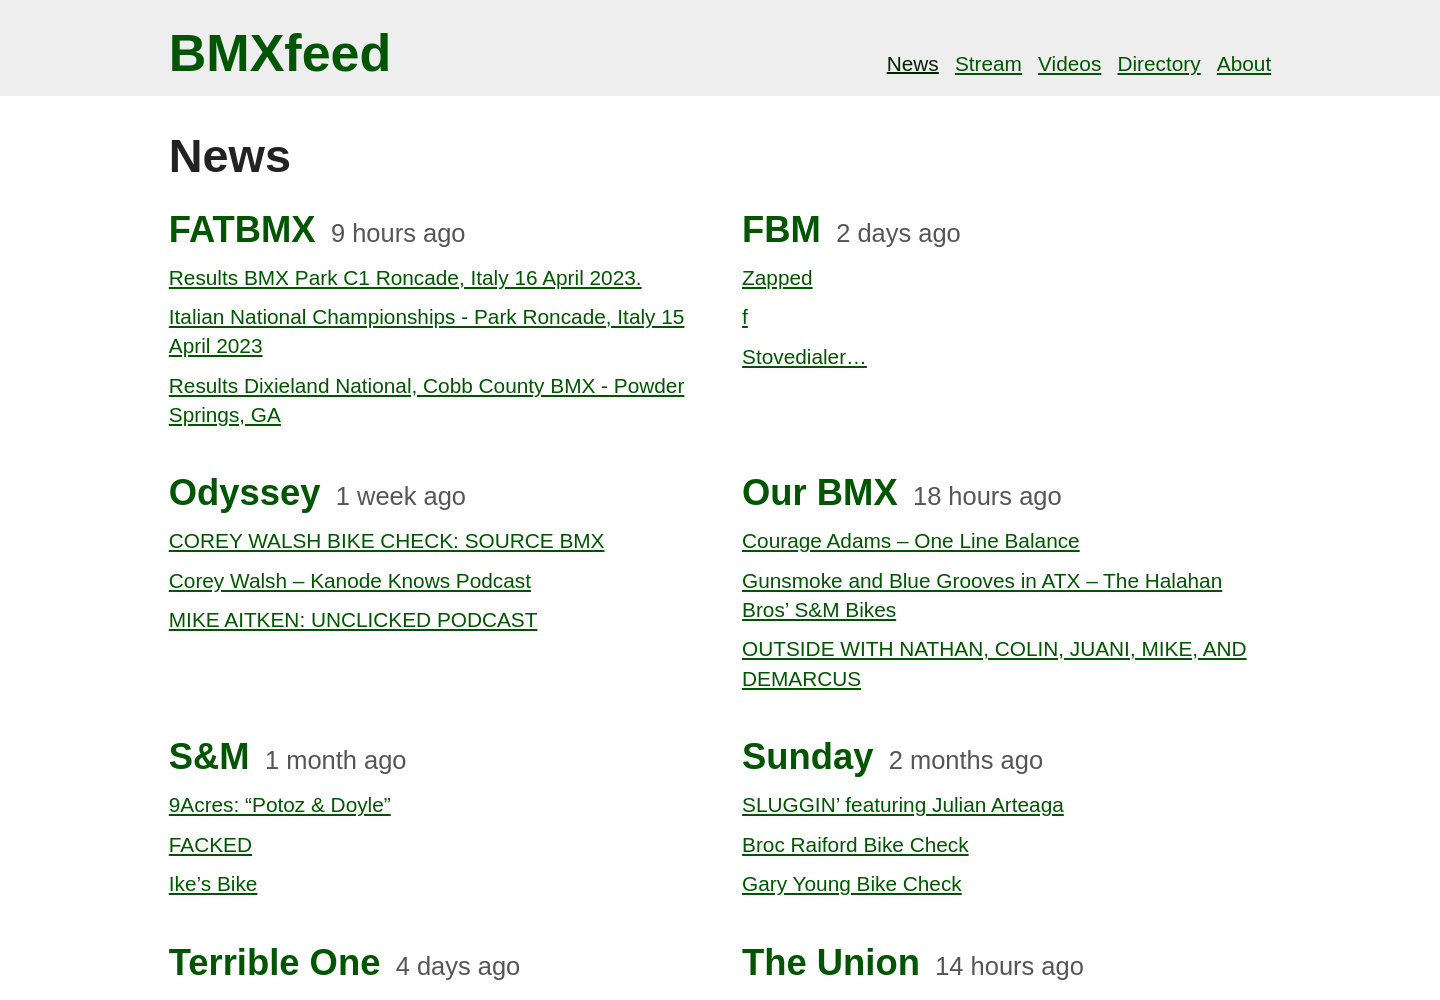 BMXfeed
News Stream Videos Directory About
News
FATBMX 9 hours ago
Results BMX Park C1 Roncade, Italy 16 April 2023.
Italian National Championships - Park Roncade, Italy 15
April 2023
Results Dixieland National, Cobb County BMX - Powder
Springs, GA
FBM 2 days ago
Zapped
f
Stovedialer…
Odyssey 1 week ago
COREY WALSH BIKE CHECK: SOURCE BMX
Corey Walsh – Kanode Knows Podcast
MIKE AITKEN: UNCLICKED PODCAST
Our BMX 18 hours ago
Courage Adams – One Line Balance
Gunsmoke and Blue Grooves in ATX – The Halahan
Bros’ S&M Bikes
OUTSIDE WITH NATHAN, COLIN, JUANI, MIKE, AND
DEMARCUS
S&M 1 month ago
9Acres: “Potoz & Doyle”
FACKED
Ike’s Bike
Sunday 2 months ago
SLUGGIN’ featuring Julian Arteaga
Broc Raiford Bike Check
Gary Young Bike Check
Terrible One 4 days ago
The Union 14 hours ago